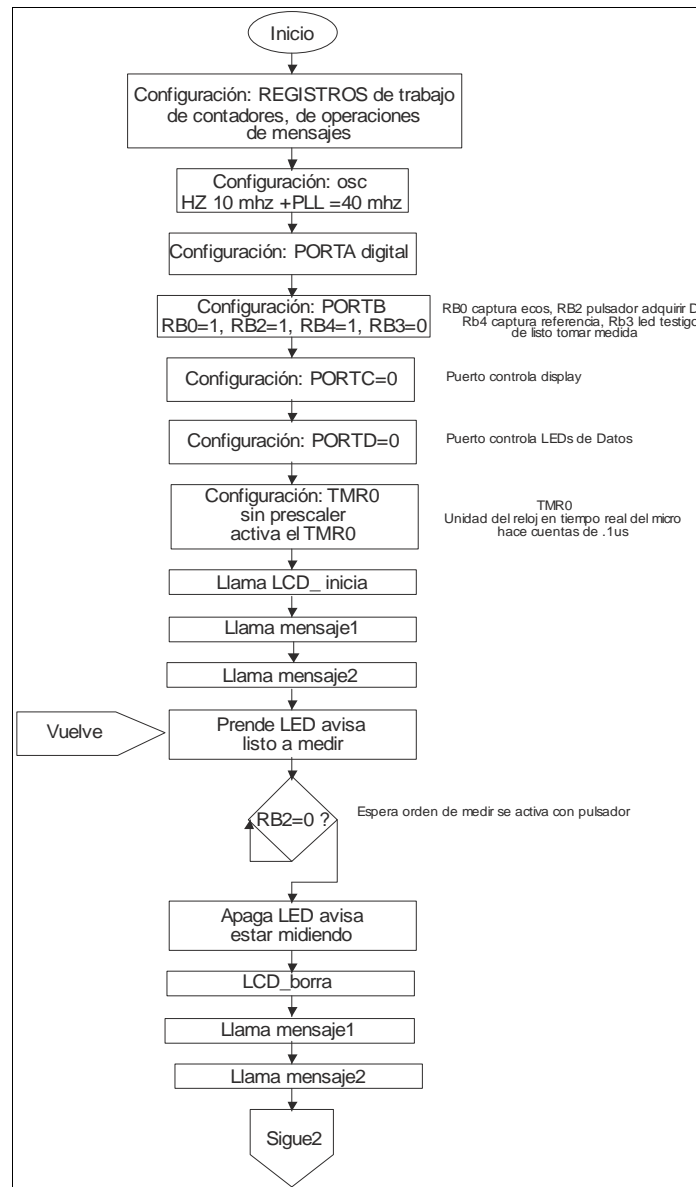 Inicio
Configuración: REGISTROS de trabajo
de contadores, de operaciones
de mensajes
Configuración: osc
HZ 10 mhz +PLL =40 mhz
Configuración: PORTA digital
Configuración: PORTB
RB0=1, RB2=1, RB4=1, RB3=0
RB0 captura ecos, RB2 pulsador adquirir D
Rb4 captura referencia, Rb3 led testigo
de listo tomar medida
Configuración: PORTC=0
Puerto controla display
Configuración: PORTD=0
Puerto controla LEDs de Datos
Configuración: TMR0
sin prescaler
activa el TMR0
TMR0
Unidad del reloj en tiempo real del micro
hace cuentas de .1us
Llama LCD_ inicia
Llama mensaje1
Llama mensaje2
Vuelve
Prende LED avisa
listo a medir
RB2=0 ?
Espera orden de medir se activa con pulsador
Apaga LED avisa
estar midiendo
LCD_borra
Llama mensaje1
Llama mensaje2
Sigue2